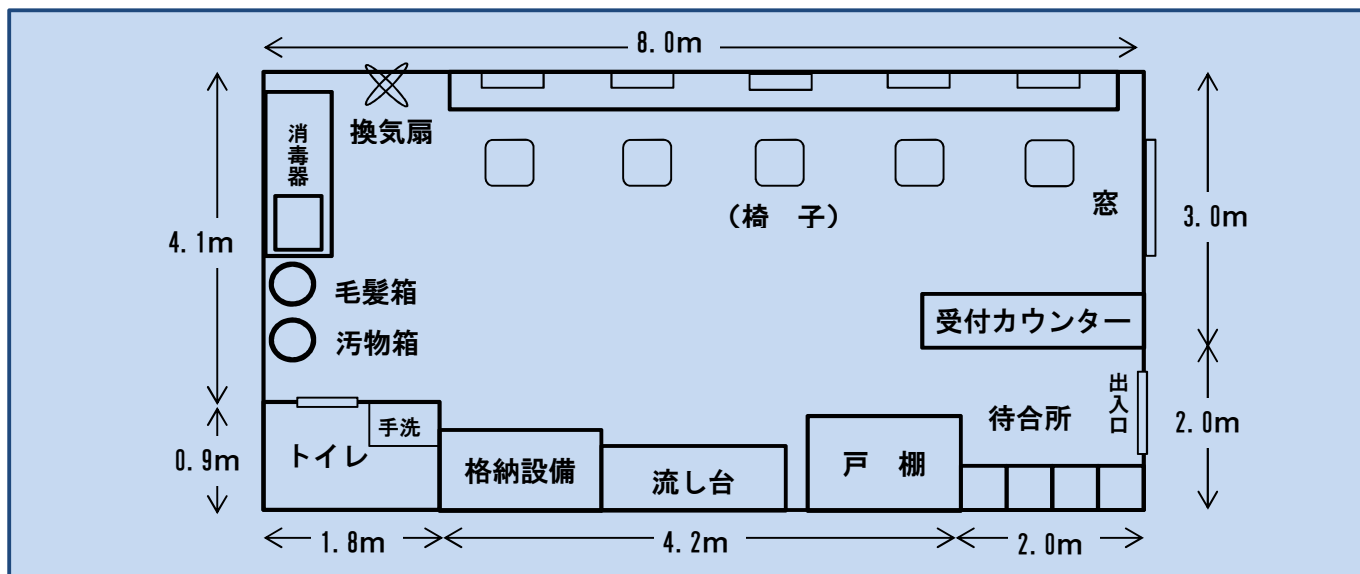 8.0m
換気扇
消毒器
窓
(椅　子)
4.1m
3.0m
毛髪箱
受付カウンター
汚物箱
出入口
手洗
待合所
2.0m
トイレ
0.9m
格納設備
流し台
戸　棚
1.8m
4.2m
2.0m